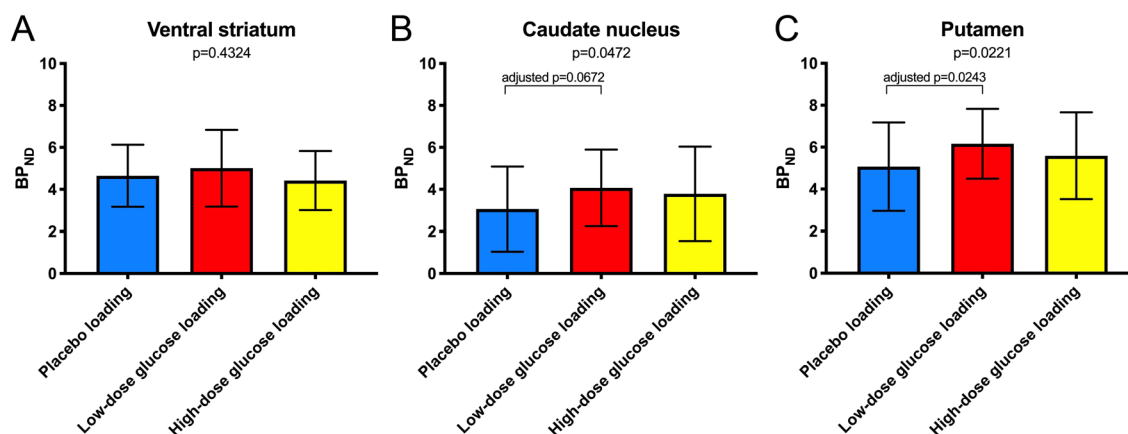 A
Ventral striatum
p=0.4324
10
8
6
4
2
0
BPND
Placebo loading
Low-dose glucose loading
High-dose glucose loading
B
Caudate nucleus
p=0.0472
adjusted p=0.0672
10
8
6
4
2
0
BPND
Placebo loading
Low-dose glucose loading
High-dose glucose loading
C
Putamen
p=0.0221
adjusted p=0.0243
10
8
6
4
2
0
BPND
Placebo loading
Low-dose glucose loading
High-dose glucose loading